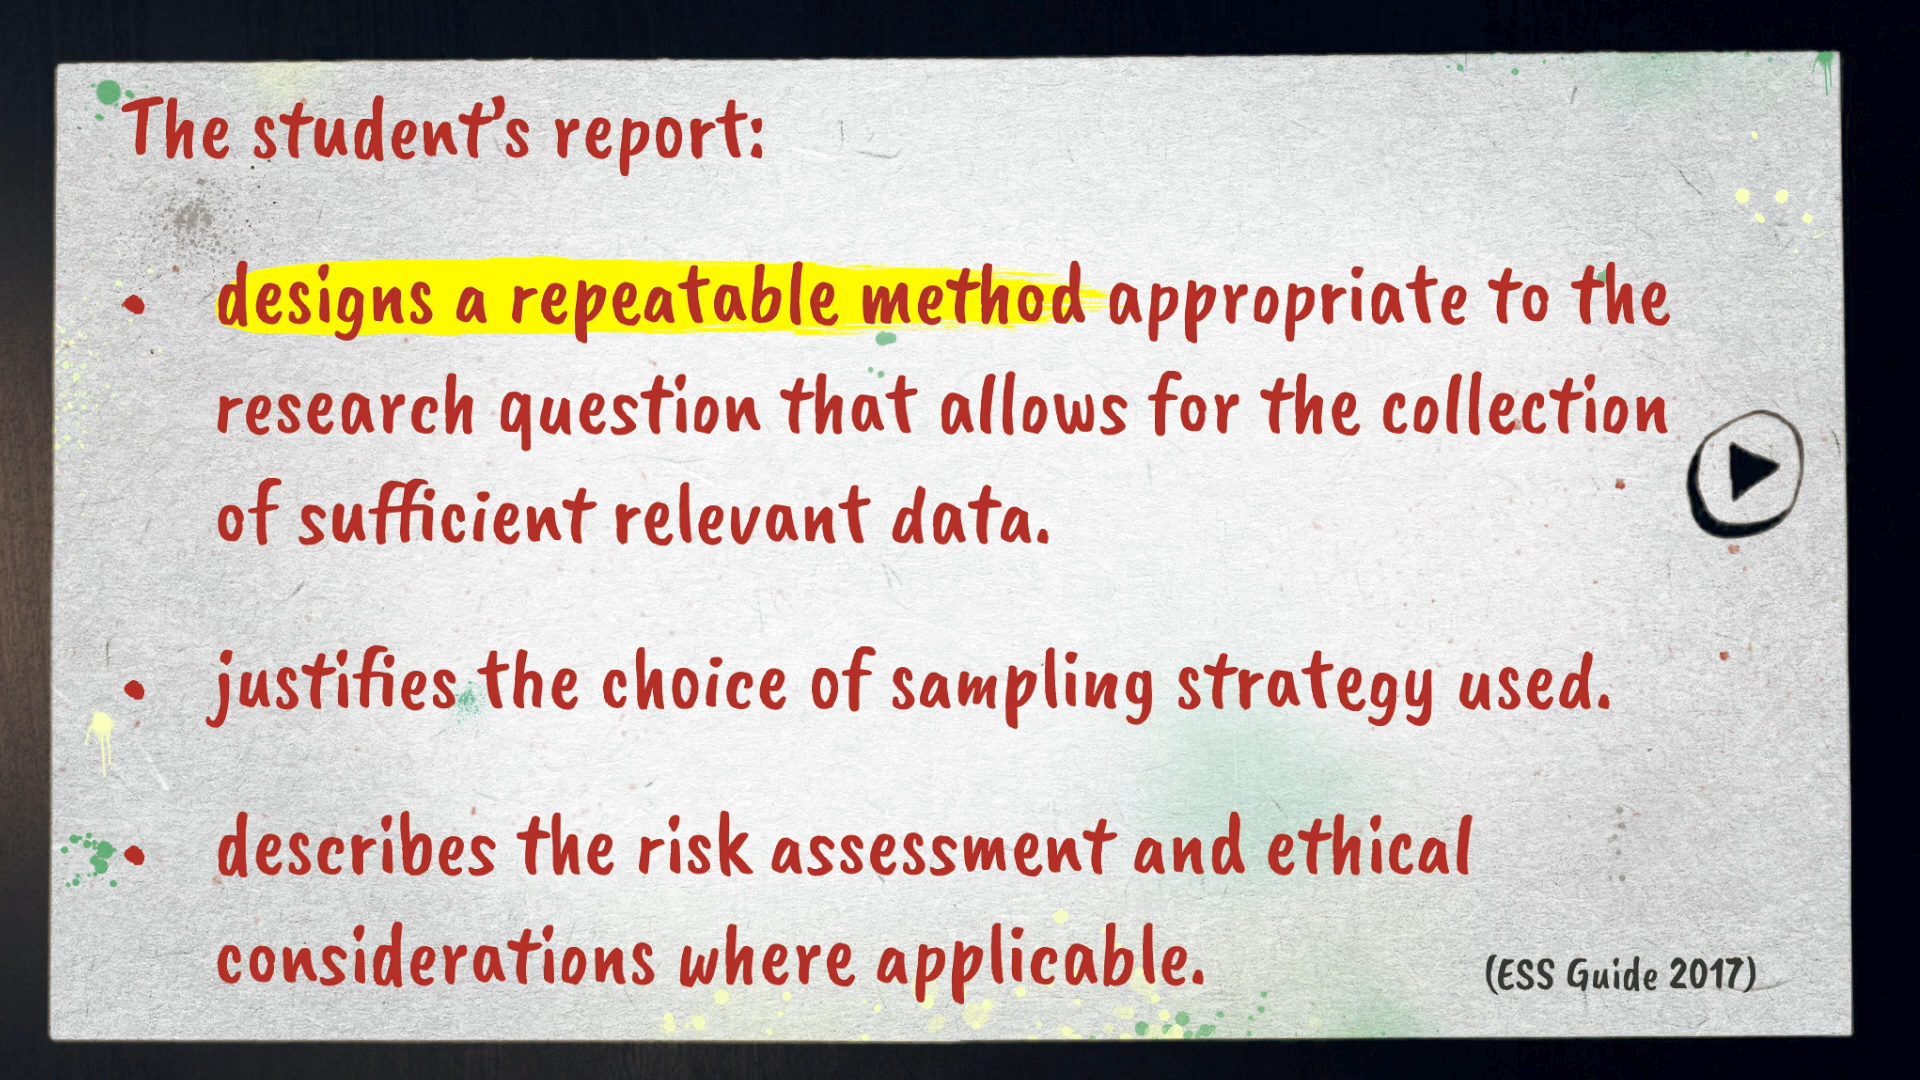 The student’s report:
• designs a repeatable method appropriate to the
research question that allows for the collection
of sufficient relevant data.
• justifies the choice of sampling strategy used.
• describes the risk assessment and ethical
considerations where applicable.
(ESS Guide 2017)